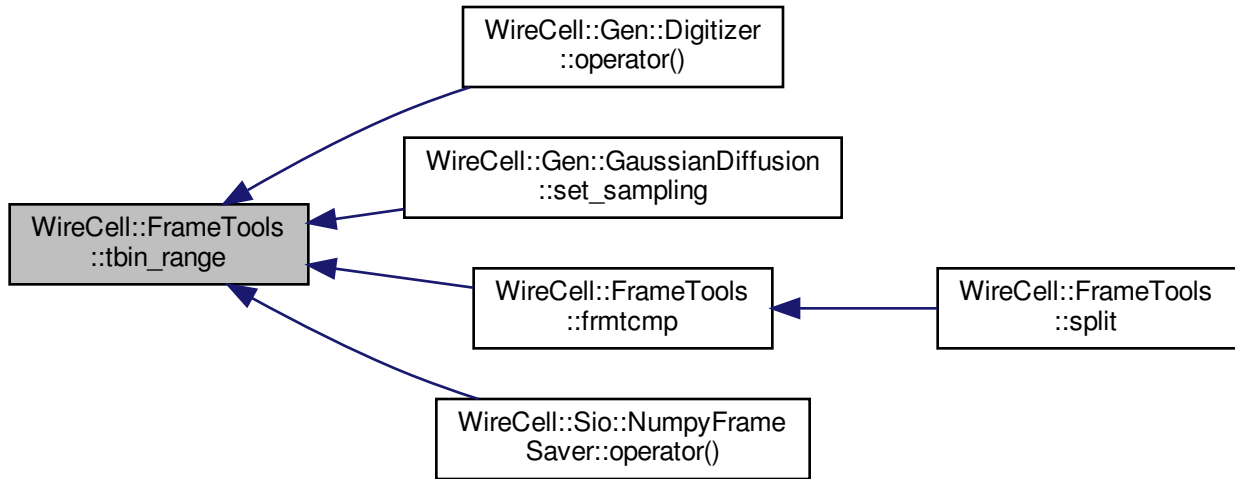 WireCell::Gen::Digitizer
::operator()
WireCell::Gen::GaussianDiffusion
::set_sampling
WireCell::FrameTools
::tbin_range
WireCell::FrameTools
::frmtcmp
WireCell::FrameTools
::split
WireCell::Sio::NumpyFrame
Saver::operator()